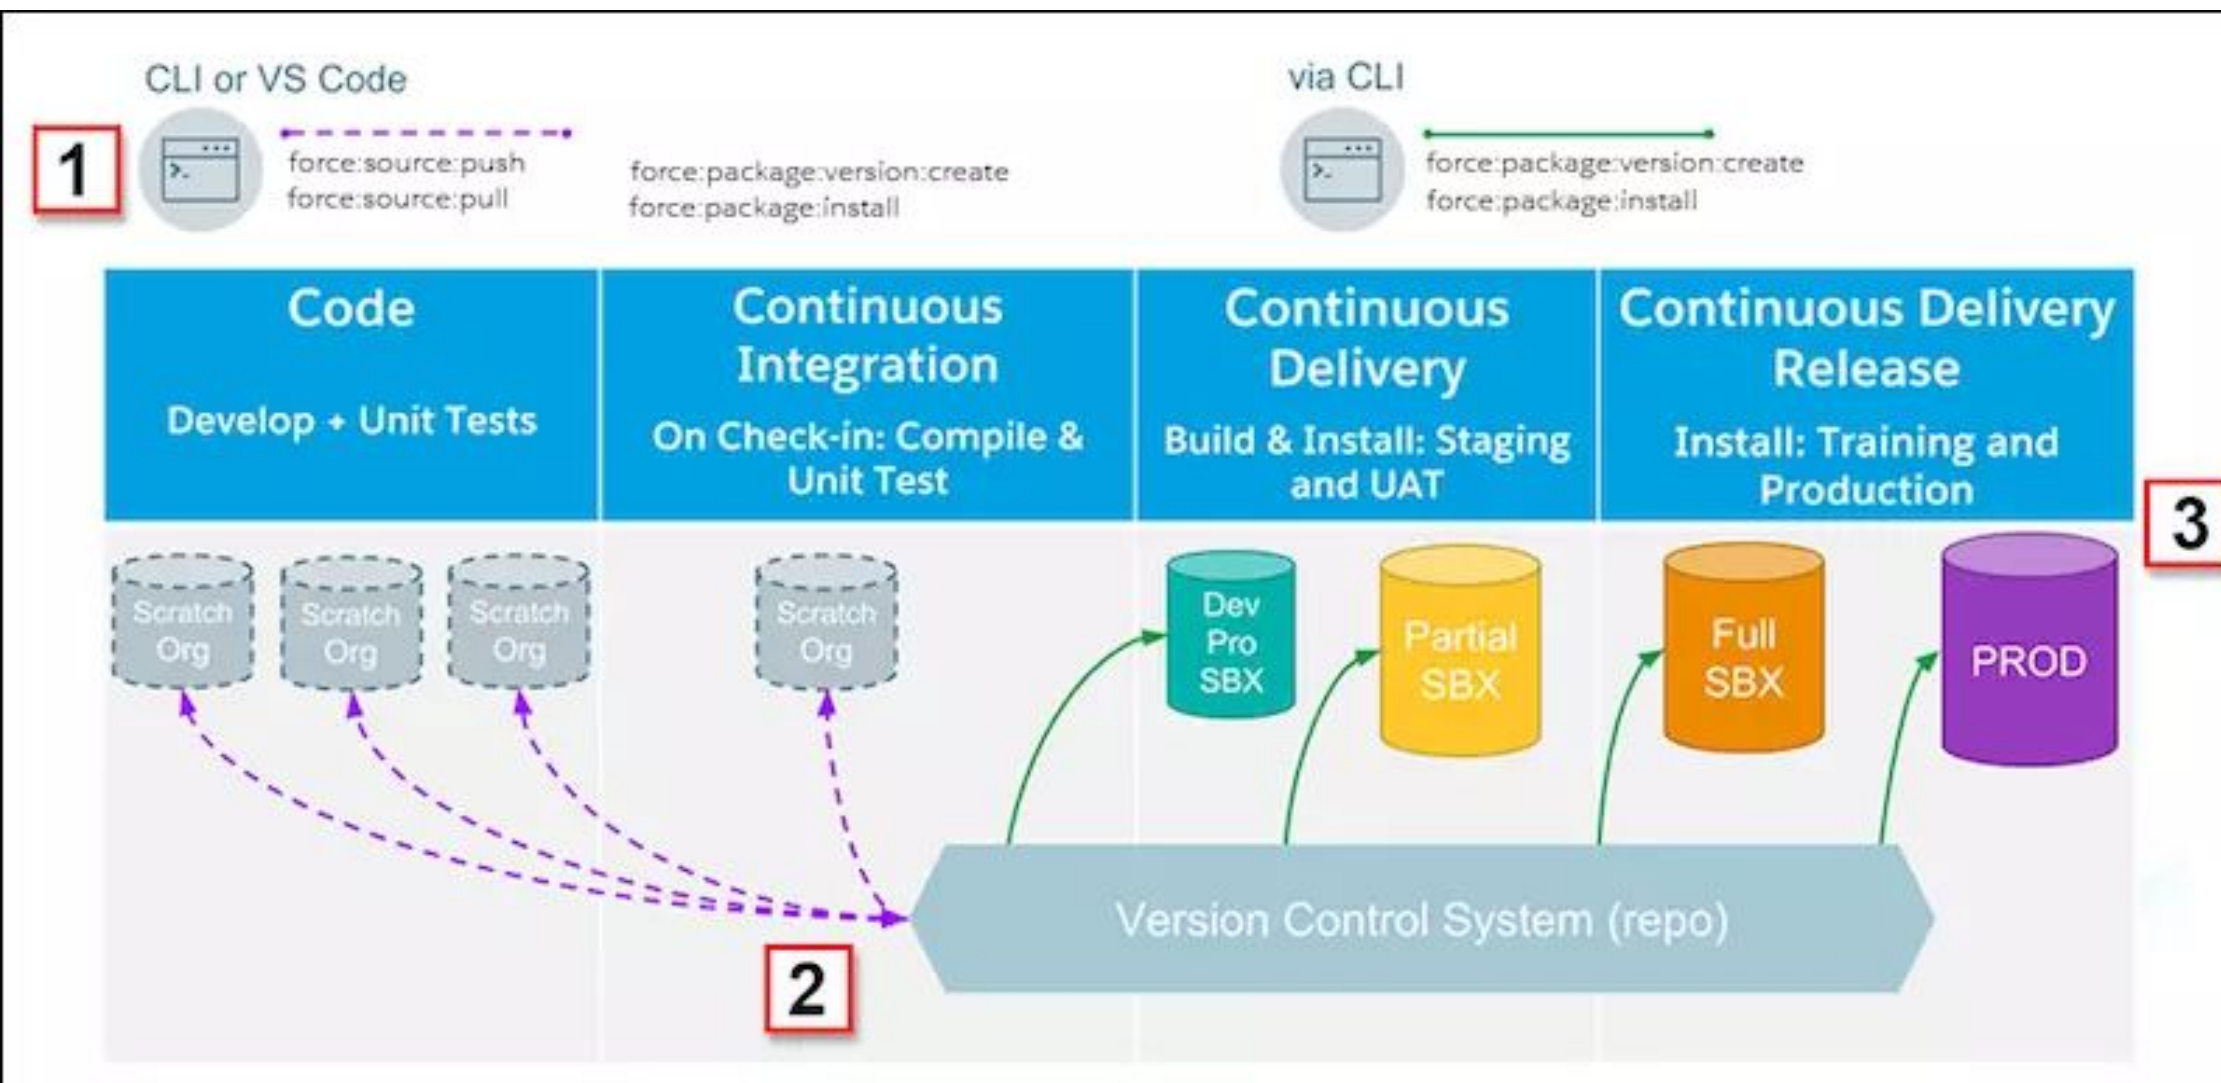 CLI or VS Code
1
force:source:push
force:source:pull
force:package:version:create
force:package:install
via CLI
force:package:version:create
force:package:install
Code
Develop + Unit Tests
Continuous
Integration
On Check-in: Compile &
Unit Test
Continuous
Delivery
Build & Install: Staging
and UAT
Continuous Delivery
Release
Install: Training and
Production
3
Scratch
Org
Scratch
Org
Scratch
Org
Scratch
Org
Dev
Pro
SBX
Partial
SBX
Full
SBX
PROD
Version Control System (repo)
2